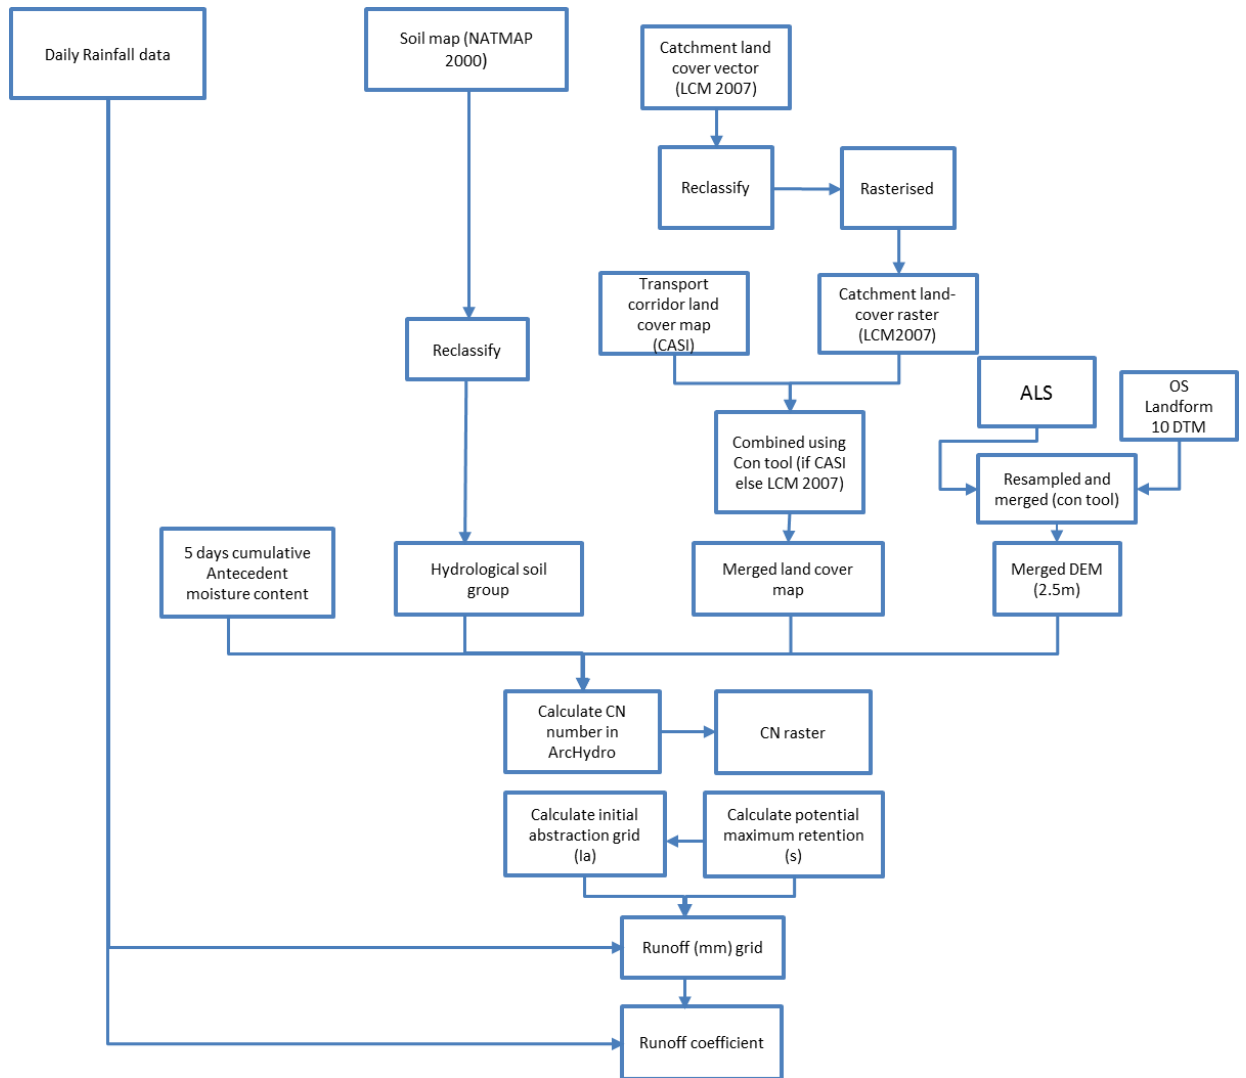 Daily Rainfall data
Soil map (NATMAP
2000)
Catchment land
cover vector
(LCM 2007)
Reclassify
Rasterised
Transport
corridor land
cover map
(CASI)
Catchment land-
cover raster
(LCM2007)
Reclassify
ALS
OS
Landform
10 DTM
Combined using
Con tool (if CASI
else LCM 2007)
Resampled and
merged (con tool)
5 days cumulative
Antecedent
moisture content
Hydrological soil
group
Merged land cover
map
Merged DEM
(2.5m)
Calculate CN
number in
ArcHydro
CN raster
Calculate initial
abstraction grid
(Ia)
Calculate potential
maximum retention
(s)
Runoff (mm) grid
Runoff coefficient